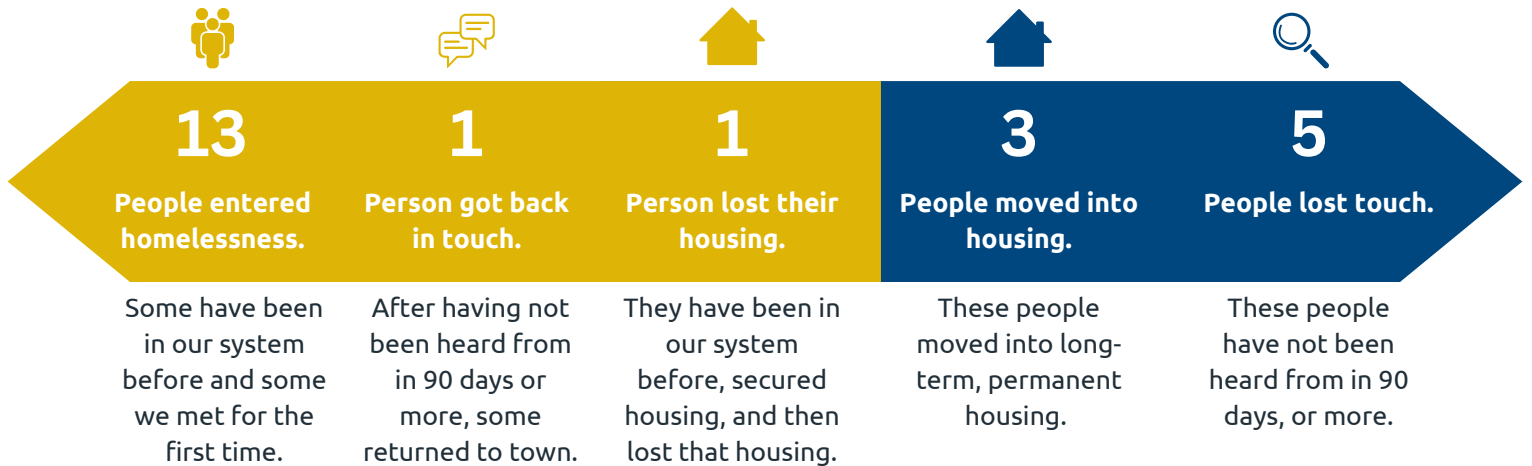 13
People entered
homelessness.
Some have been
in our system
before and some
we met for the
first time.
1
Person got back
in touch.
After having not
been heard from
in 90 days or
more, some
returned to town.
1
Person lost their
housing.
They have been in
our system
before, secured
housing, and then
lost that housing.
3
People moved into
housing.
These people
moved into long-
term, permanent
housing.
5
People lost touch.
These people
have not been
heard from in 90
days, or more.